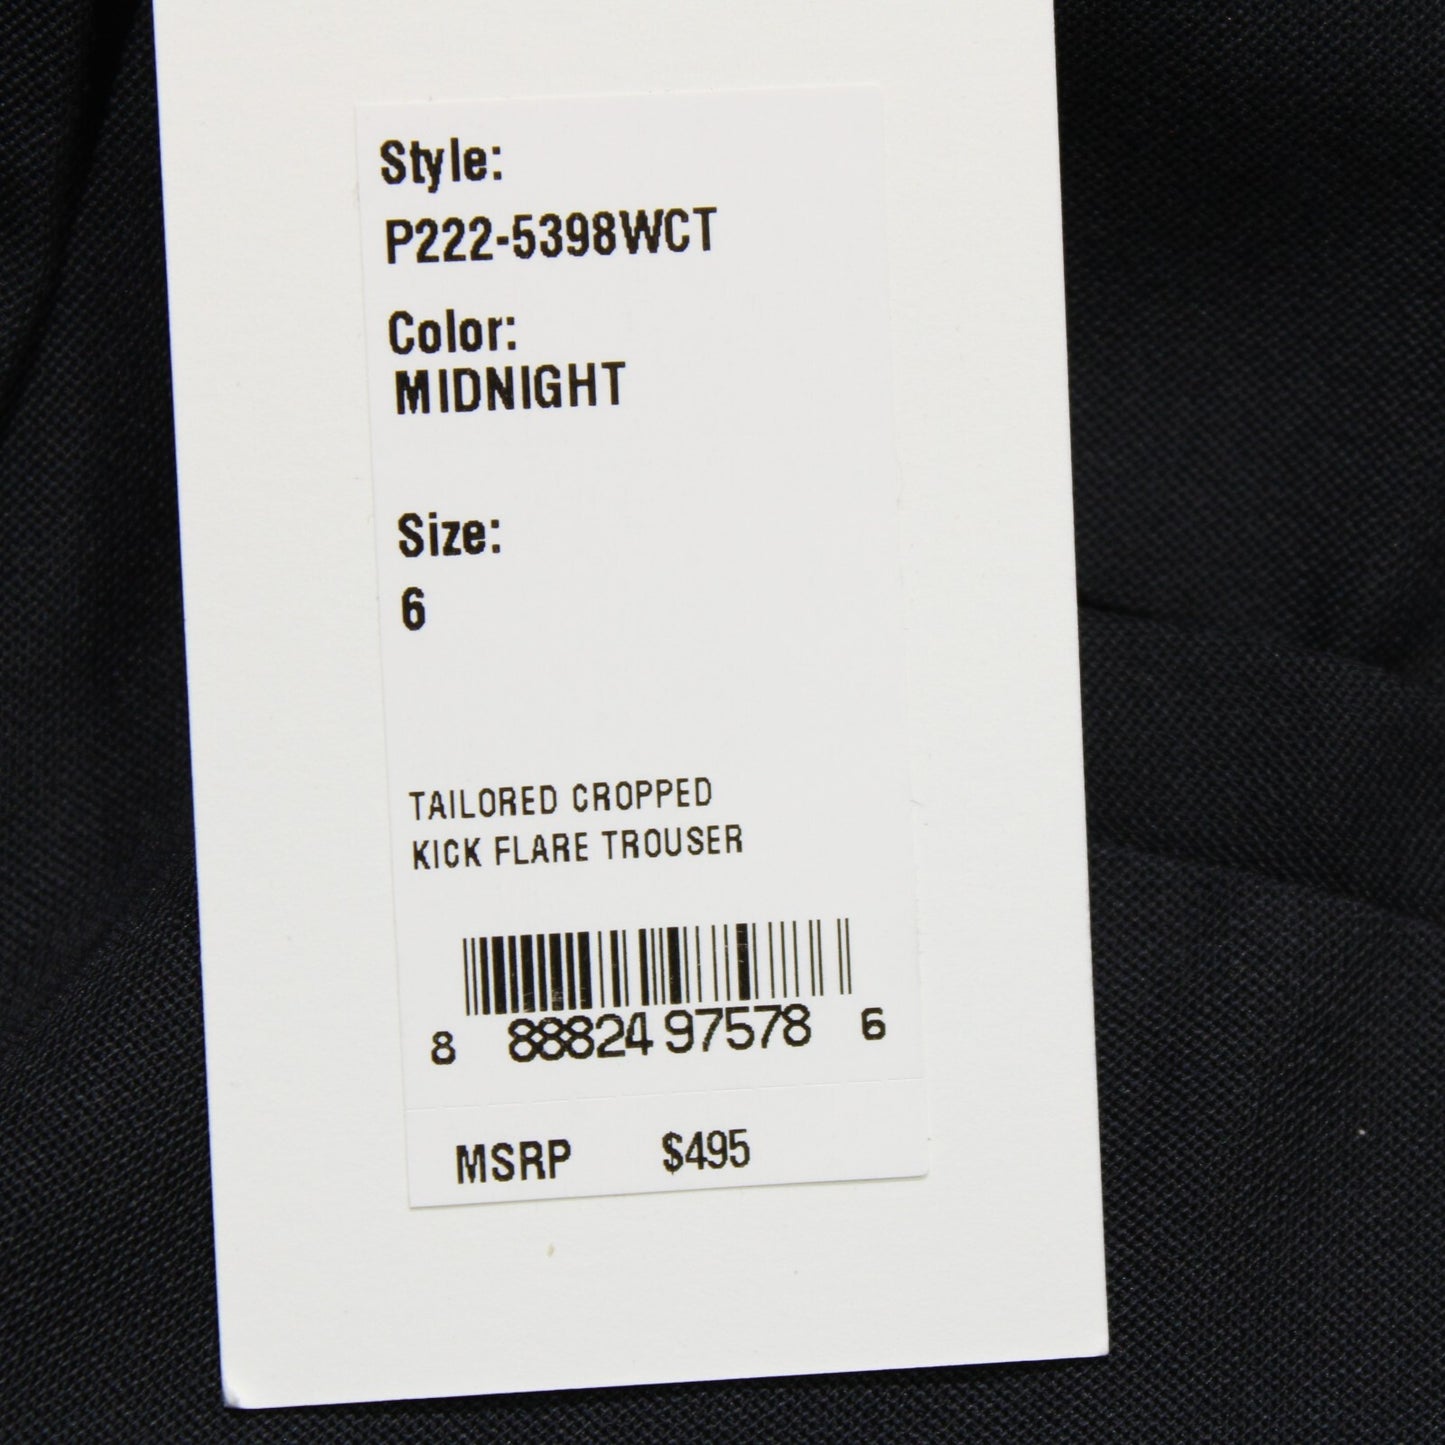 Style:
P222-5398WCT
Color:
MIDNIGHT
Size:
6
TAILORED CROPPED
KICK FLARE TROUSER
8 88824 97578 6
MSRP $495